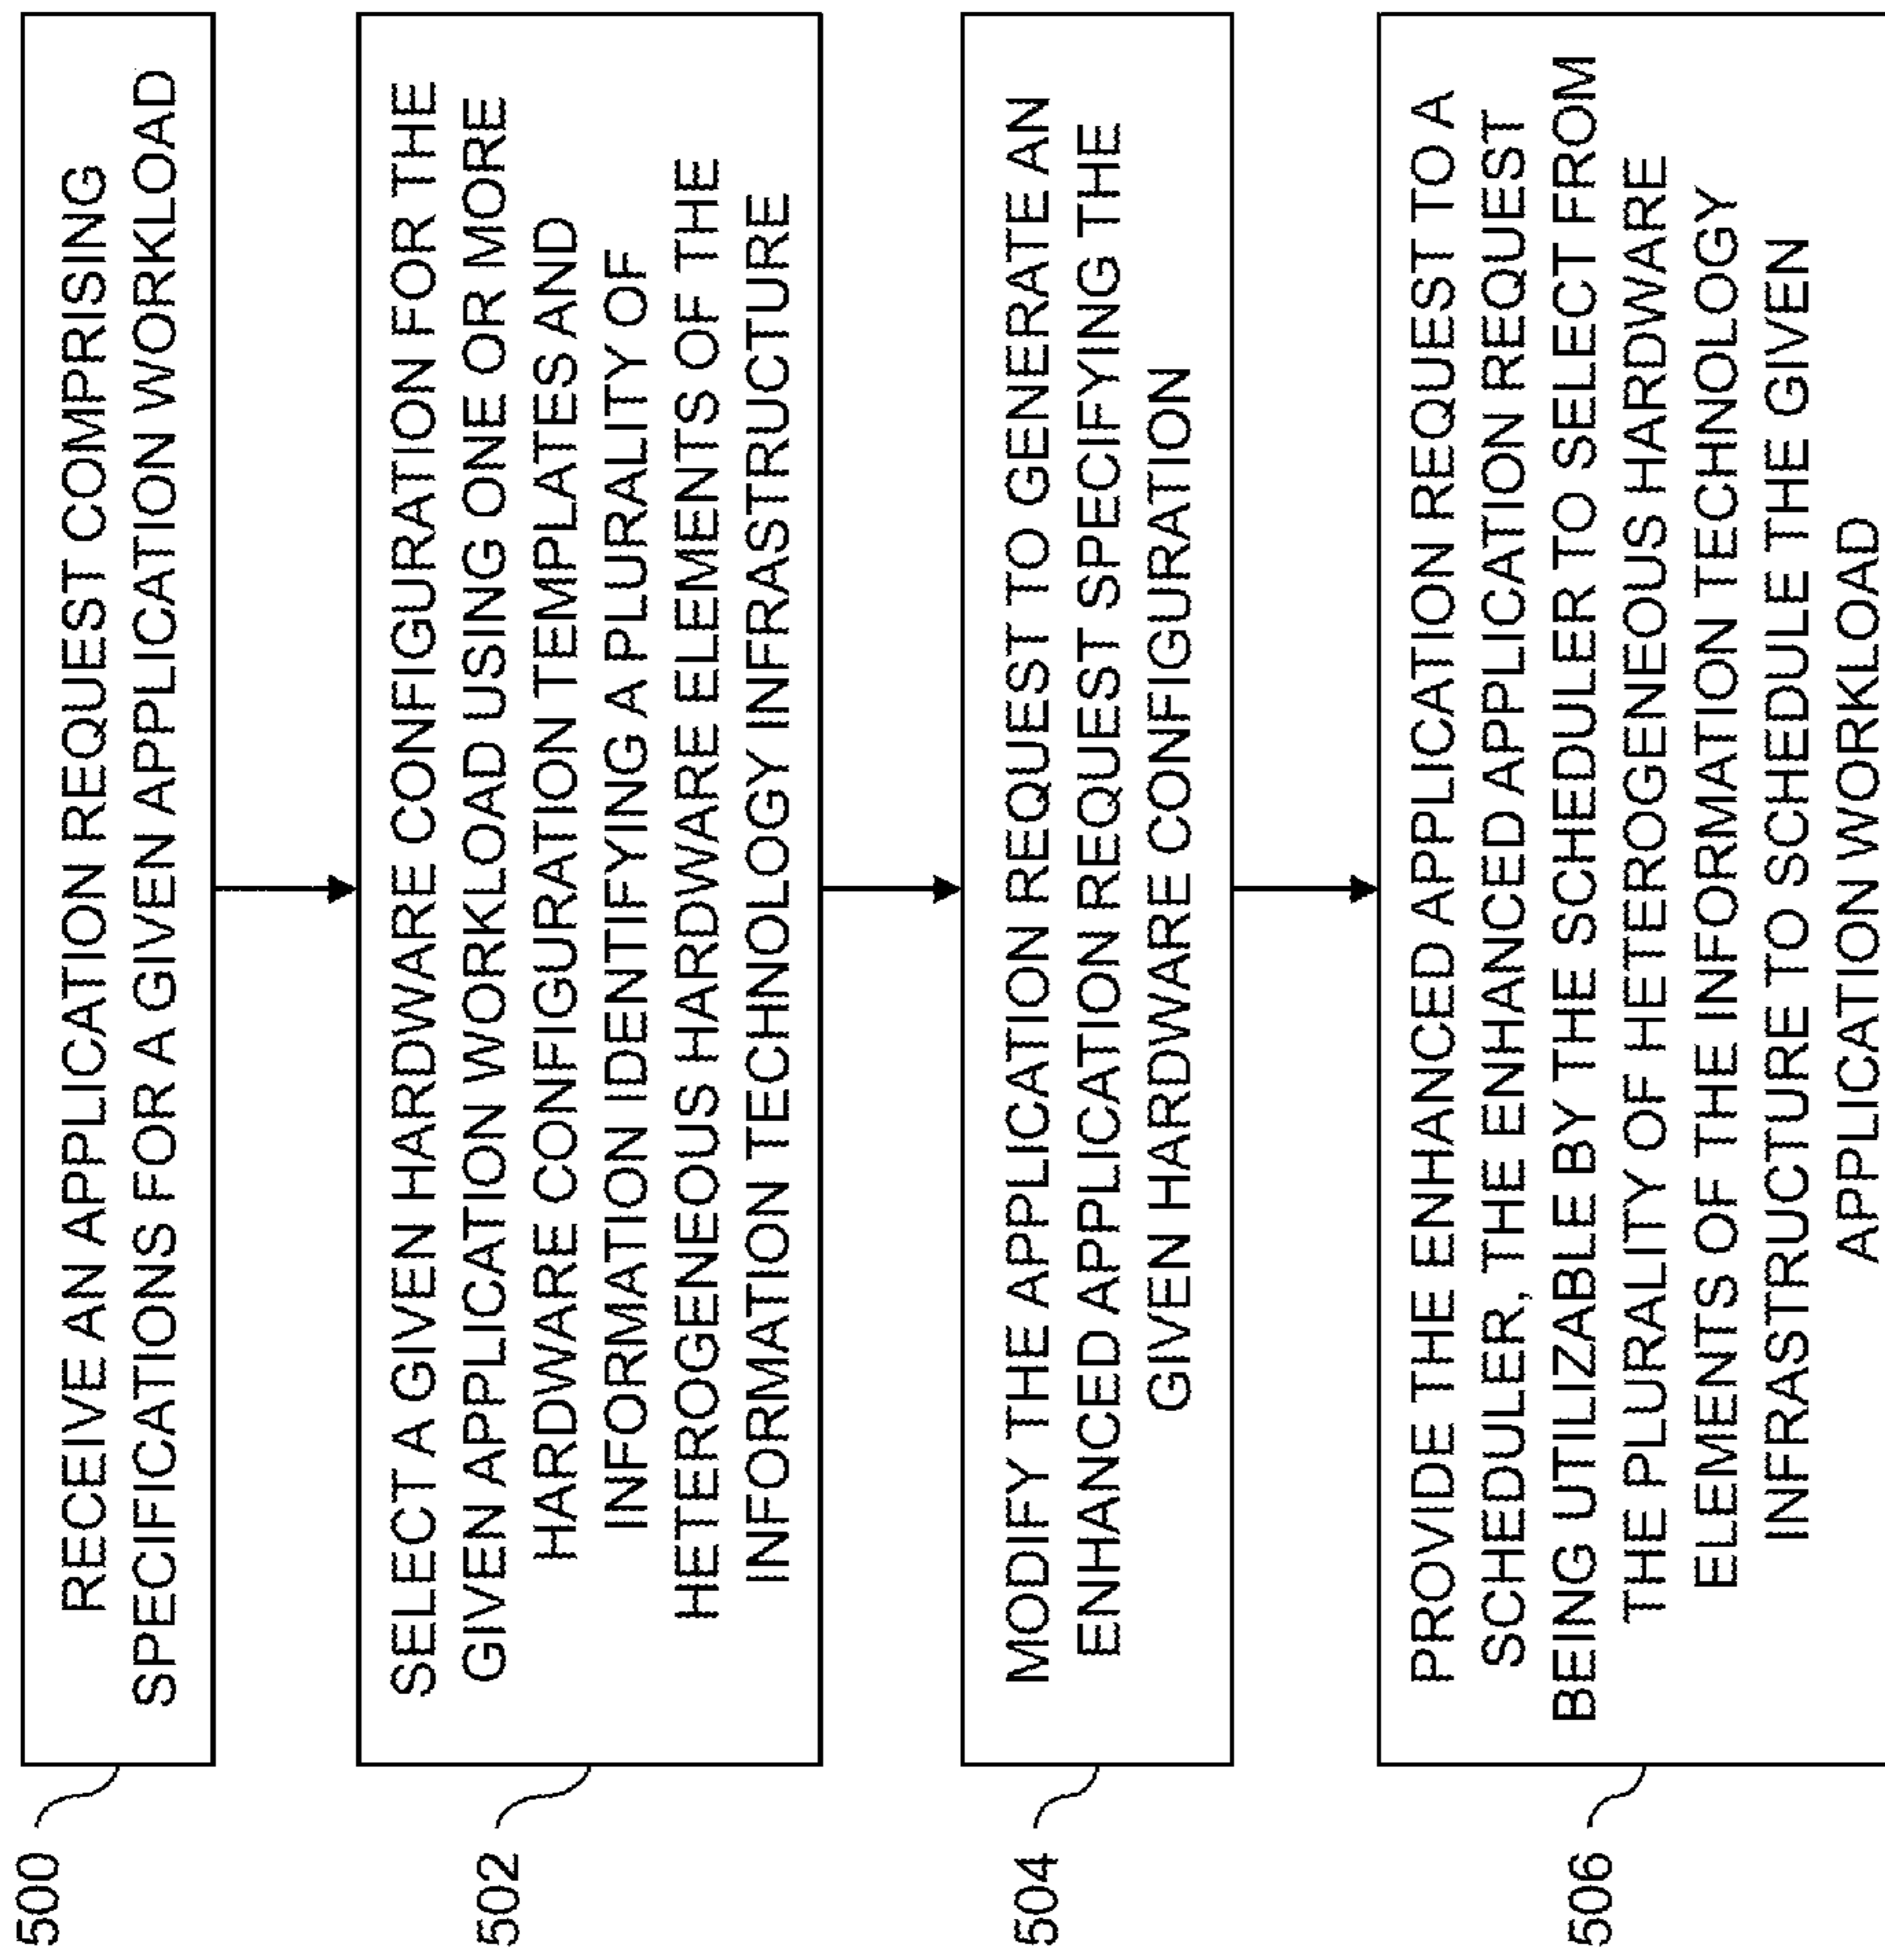 500
RECEIVE AN APPLICATION REQUEST COMPRISING
SPECIFICATIONS FOR A GIVEN APPLICATION WORKLOAD
502
SELECT A GIVEN HARDWARE CONFIGURATION FOR THE
GIVEN APPLICATION WORKLOAD USING ONE OR MORE
HARDWARE CONFIGURATION TEMPLATES AND
INFORMATION IDENTIFYING A PLURALITY OF
HETEROGENEOUS HARDWARE ELEMENTS OF THE
INFORMATION TECHNOLOGY INFRASTRUCTURE
504
MODIFY THE APPLICATION REQUEST TO GENERATE AN
ENHANCED APPLICATION REQUEST SPECIFYING THE
GIVEN HARDWARE CONFIGURATION
506
PROVIDE THE ENHANCED APPLICATION REQUEST TO A
SCHEDULER, THE ENHANCED APPLICATION REQUEST
BEING UTILIZABLE BY THE SCHEDULER TO SELECT FROM
THE PLURALITY OF HETEROGENEOUS HARDWARE
ELEMENTS OF THE INFORMATION TECHNOLOGY
INFRASTRUCTURE TO SCHEDULE THE GIVEN
APPLICATION WORKLOAD